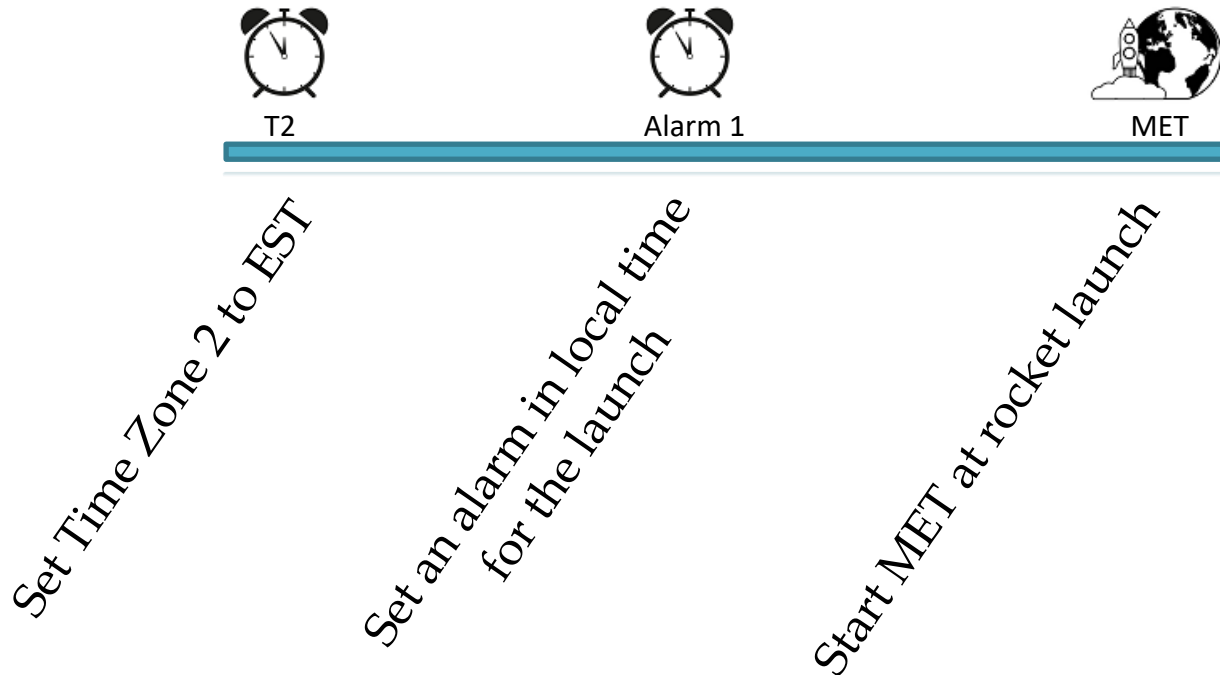 T2
Alarm 1
MET
Set Time Zone 2 to EST
Set an alarm in local time
for the launch
Start MET at rocket launch